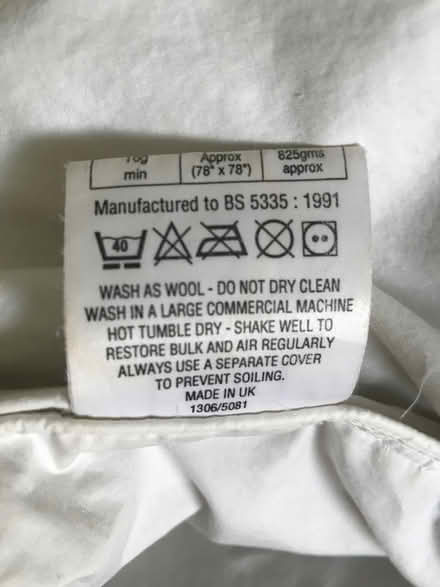 Approx 825gms
min (78" x 78") approx
Manufactured to BS 5335 : 1991
40
WASH AS WOOL - DO NOT DRY CLEAN
WASH IN A LARGE COMMERCIAL MACHINE
HOT TUMBLE DRY - SHAKE WELL TO
RESTORE BULK AND AIR REGULARLY
ALWAYS USE A SEPARATE COVER
TO PREVENT SOILING.
MADE IN UK
1306/5081